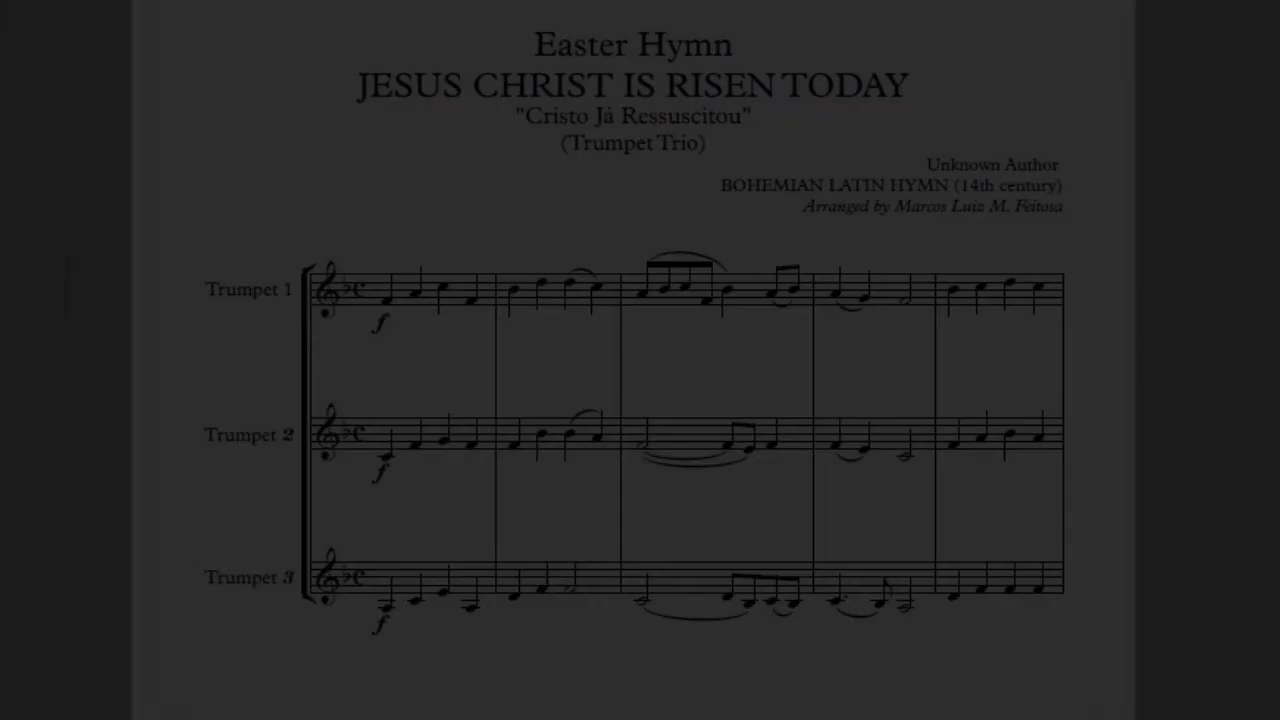 Easter Hymn
JESUS CHRIST IS RISEN TODAY
"Cristo Já Ressuscitou"
(Trumpet Trio)
Unknown Author
BOHEMIAN LATIN HYMN (14th century)
Arranged by Marcos Luiz M. Feitosa
Trumpet 1
f
Trumpet 2
f
Trumpet 3
f